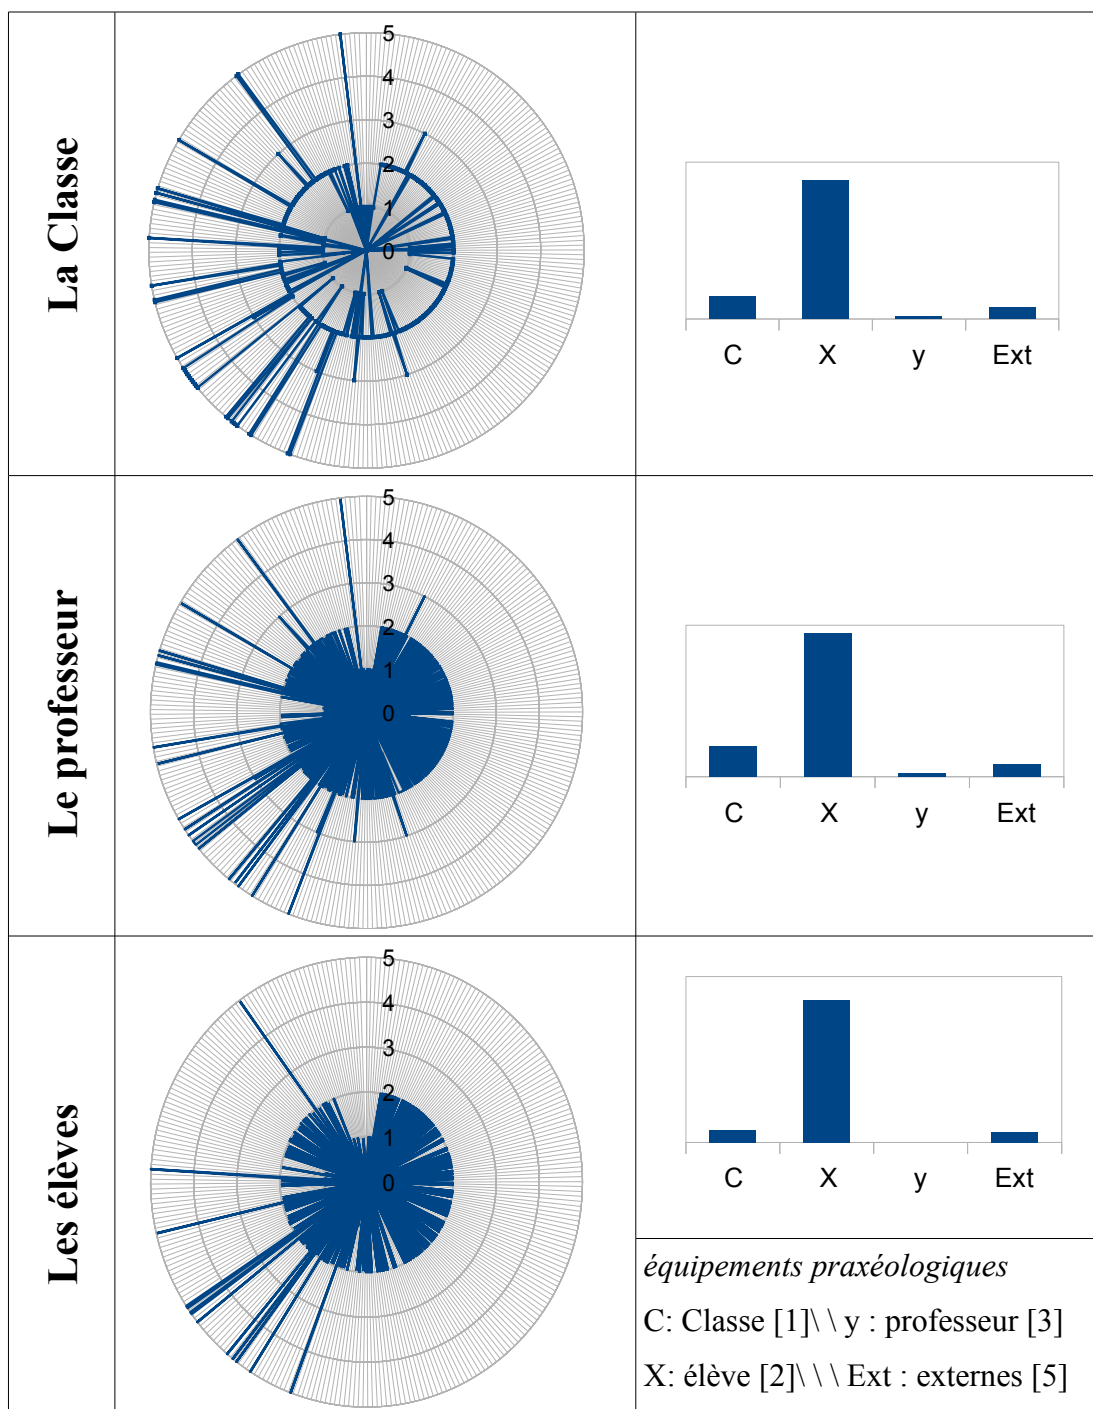 La Classe
5
4
3
2
1
0
C X y Ext
Le professeur
5
4
3
2
1
0
C X y Ext
Les élèves
5
4
3
2
1
0
C X y Ext
équipements praxéologiques
C: Classe [1]\ \ y : professeur [3]
X: élève [2]\ \ \ Ext : externes [5]